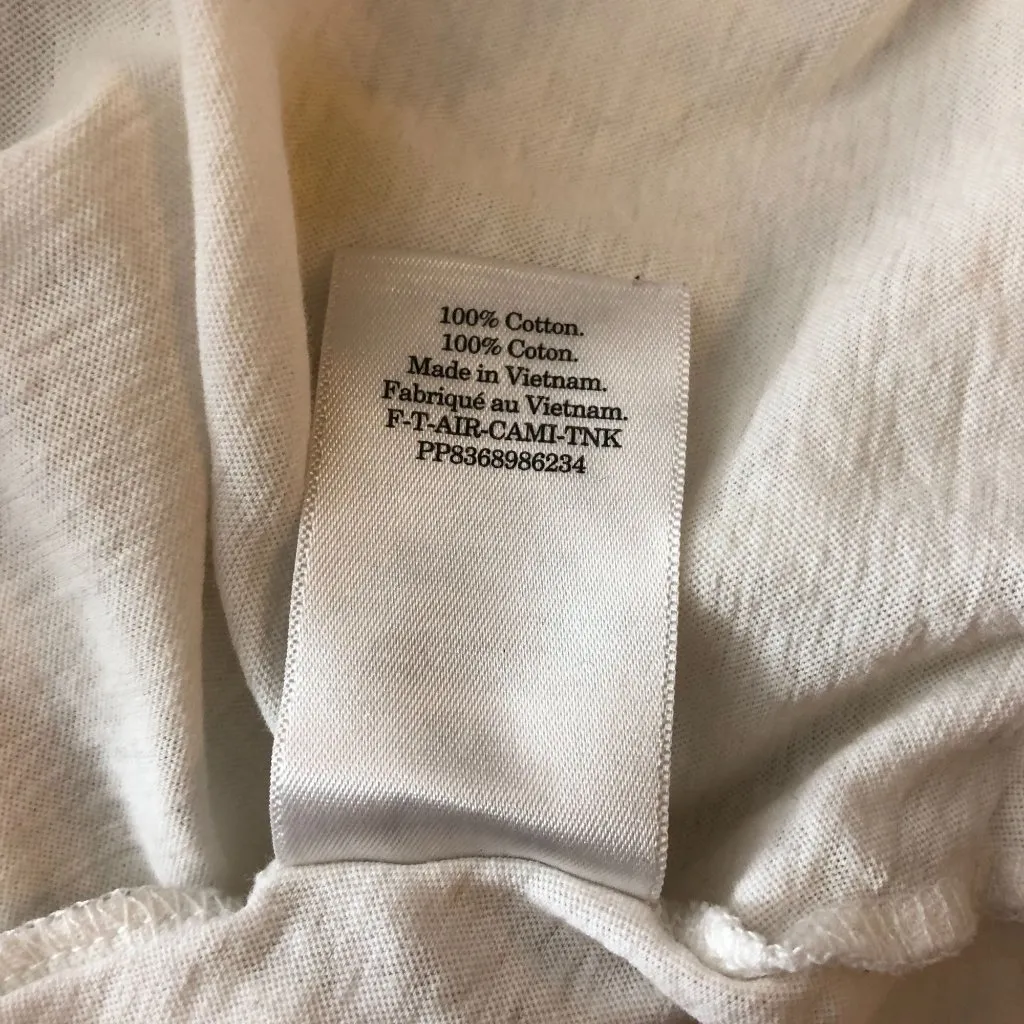 100% Cotton.
100% Coton.
Made in Vietnam.
Fabriqué au Vietnam.
F-T-AIR-CAMI-TNK
PP8368986234